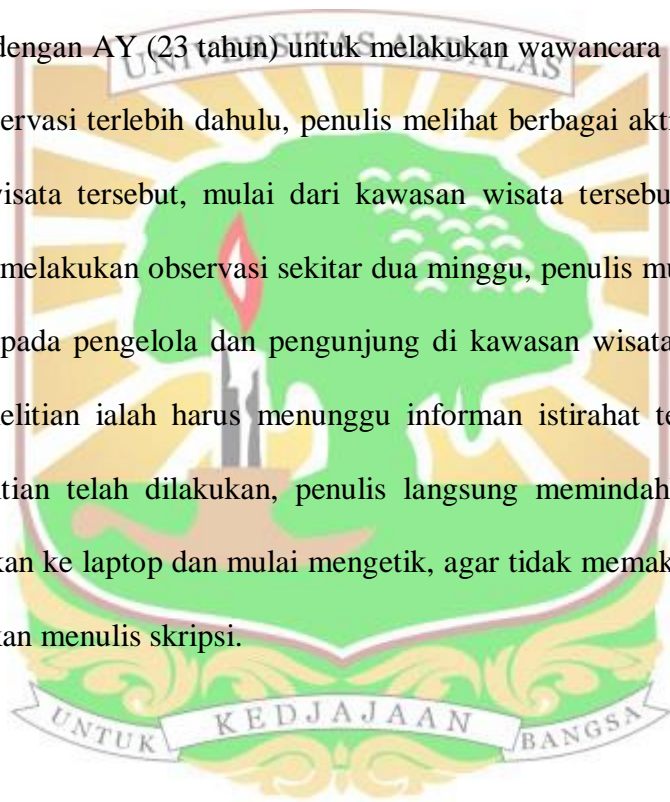 dengan AY (23 tahun) untuk melakukan wawancara
UNIVERSITAS ANDALAS
servasi terlebih dahulu, penulis melihat berbagai akt
wisata tersebut, mulai dari kawasan wisata tersebu
melakukan observasi sekitar dua minggu, penulis mu
pada pengelola dan pengunjung di kawasan wisata
elitian ialah harus menunggu informan istirahat te
itian telah dilakukan, penulis langsung memindah
kan ke laptop dan mulai mengetik, agar tidak memak
kan menulis skripsi.
UNTUK KEDJAJAAN BANGSA